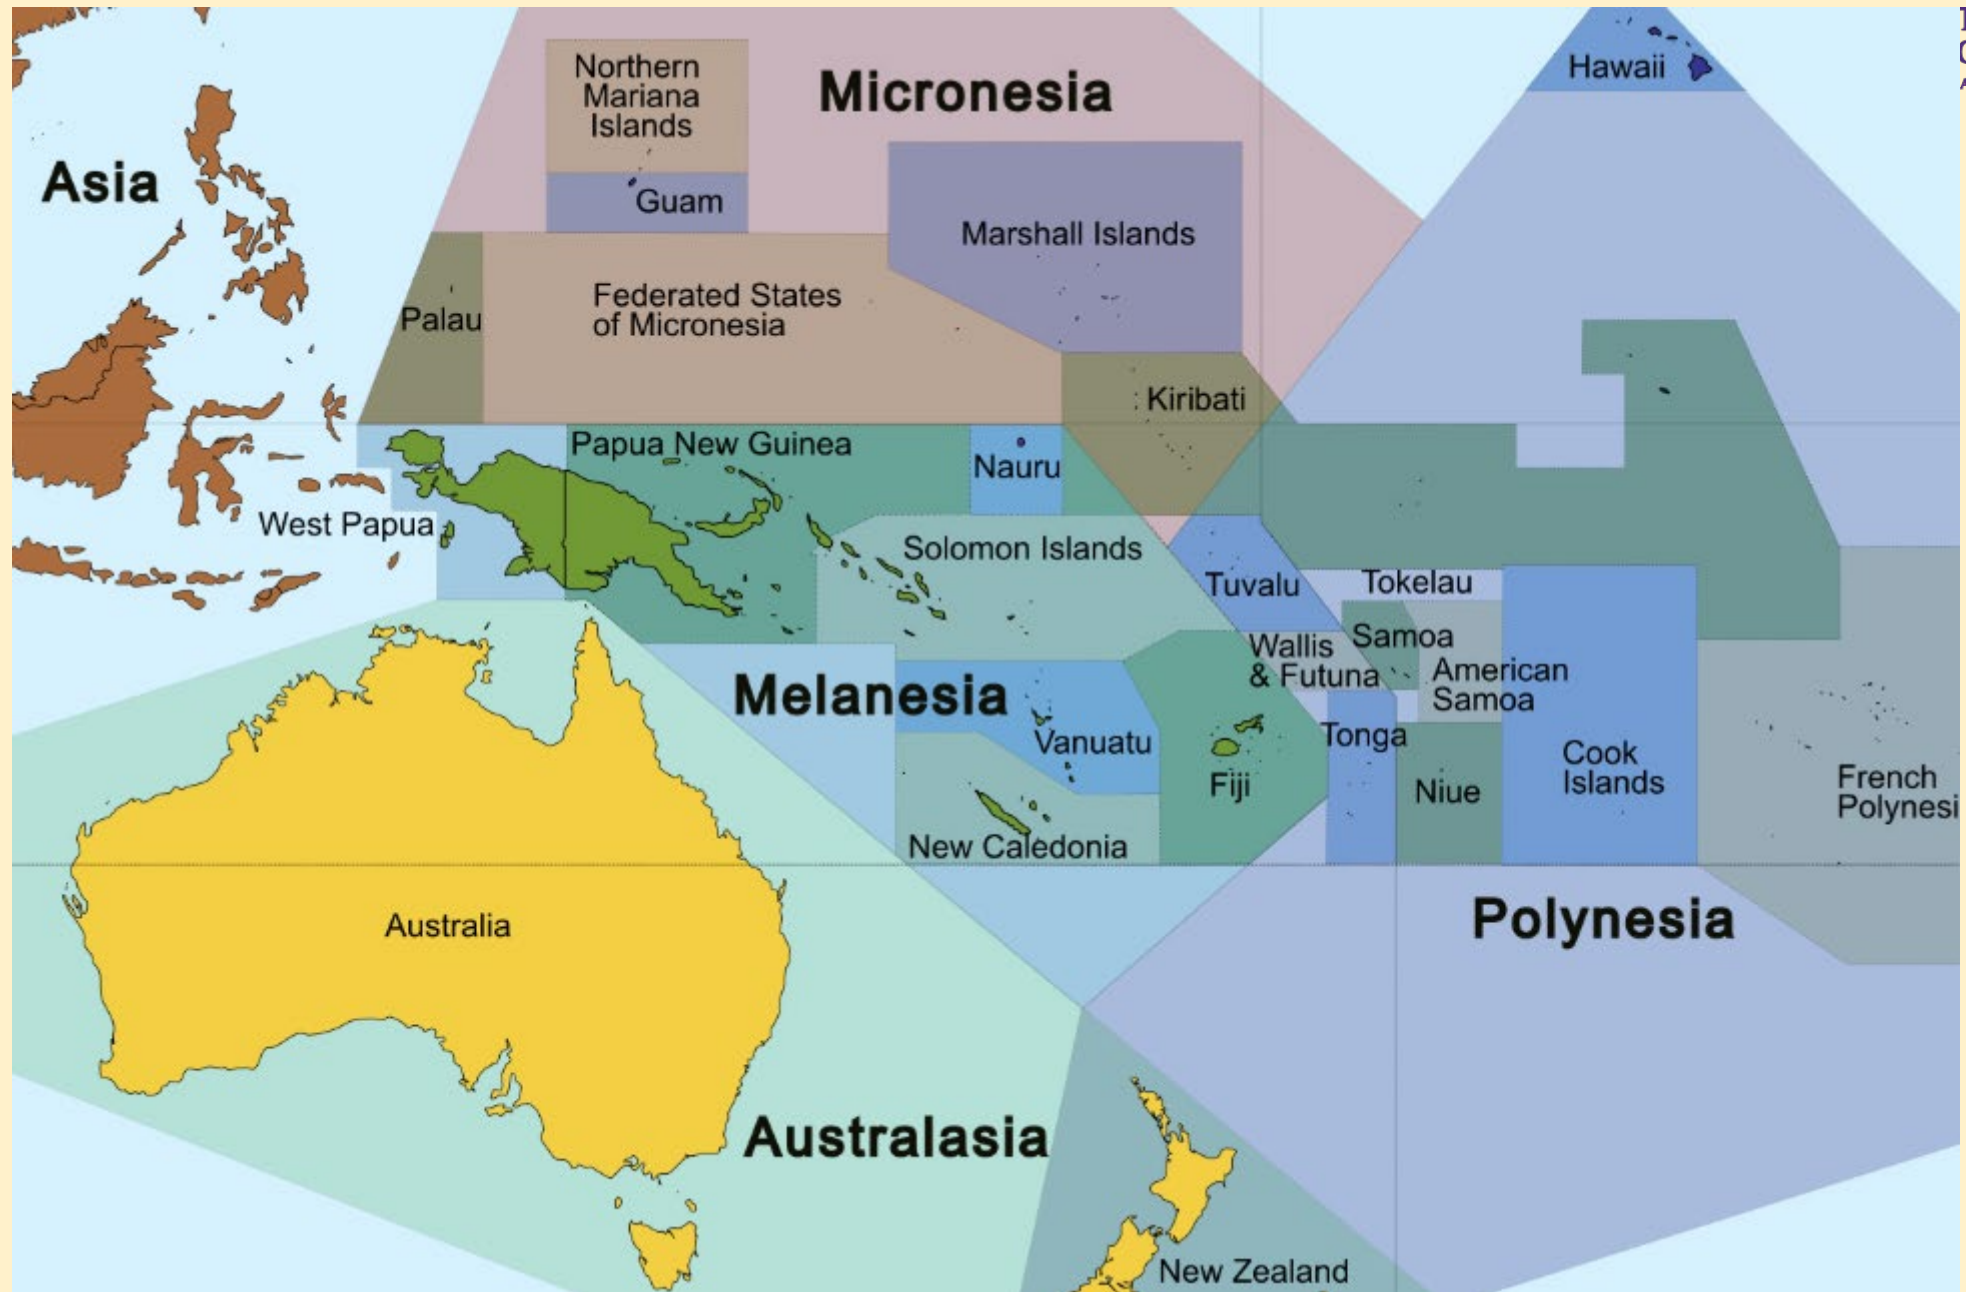 Northern
Mariana
Islands
Micronesia
Hawaii
Asia
Guam
Marshall Islands
Federated States
of Micronesia
Palau
Kiribati
Papua New Guinea
Nauru
West Papua
Solomon Islands
Tuvalu
Tokelau
Wallis
& Futuna
Samoa
American
Samoa
Melanesia
Vanuatu
Tonga
Fiji
Niue
Cook
Islands
French
Polynesi
New Caledonia
Australia
Polynesia
Australasia
New Zealand